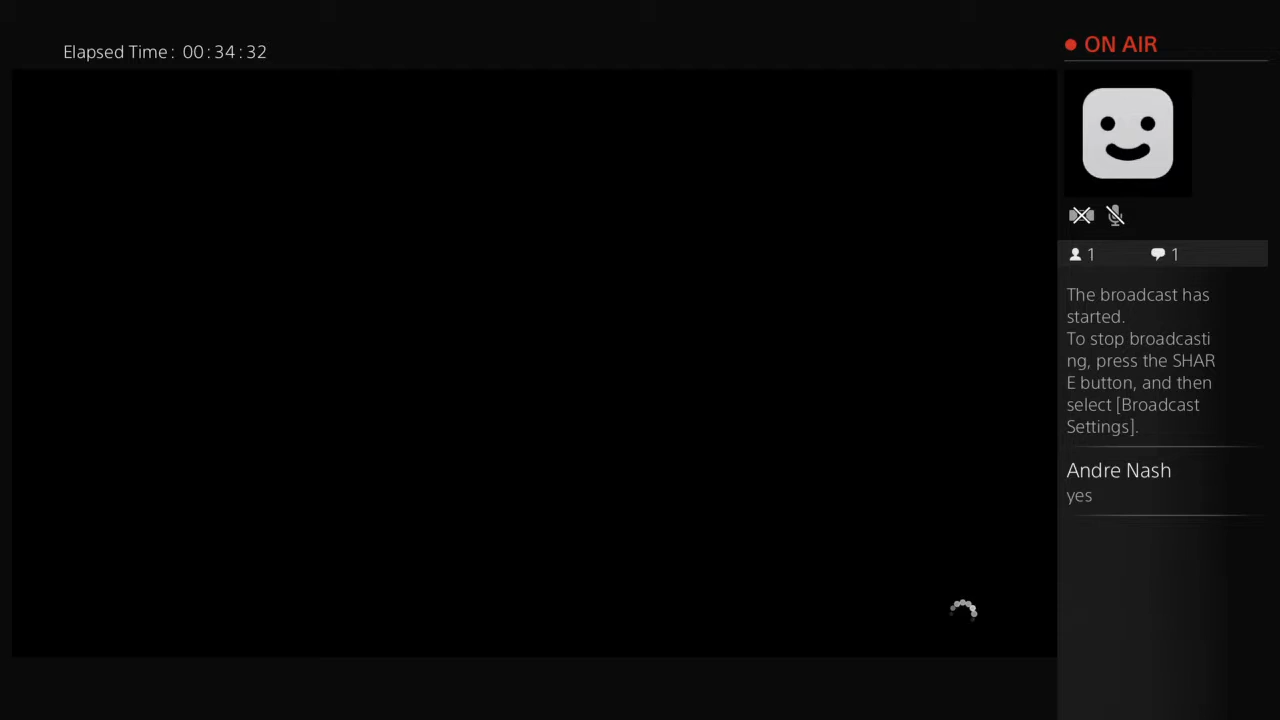 Elapsed Time: 00:34:32
ON AIR
1 1
The broadcast has
started.
To stop broadcasti
ng, press the SHAR
E button, and then
select [Broadcast
Settings].
Andre Nash
yes